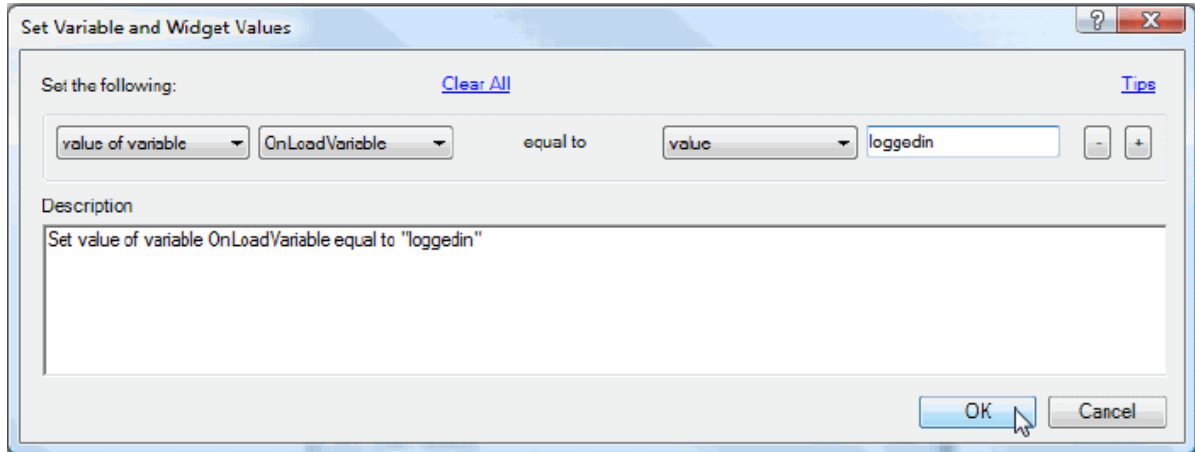 Set Variable and Widget Values
?
X
Set the following: Clear All Tips
value of variable OnLoadVariable equal to value loggedin - +
Description
Set value of variable OnLoadVariable equal to "loggedin"
OK Cancel